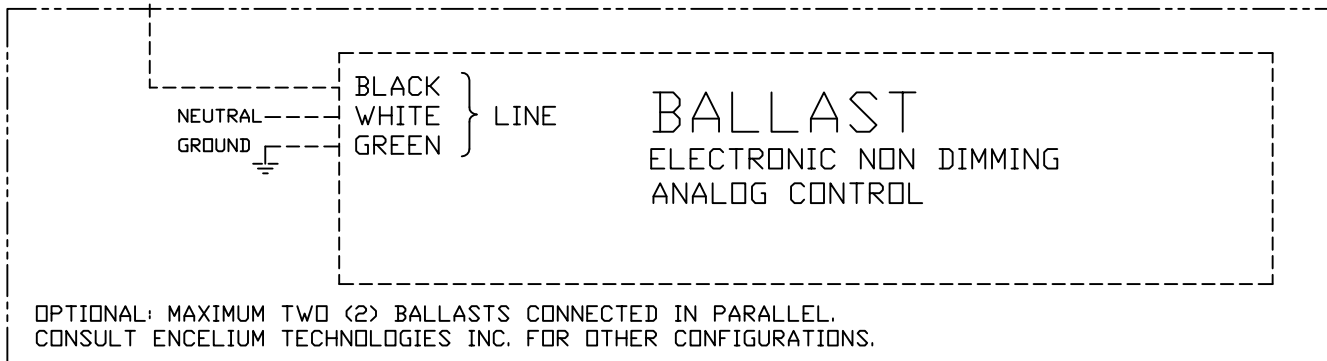 BLACK
NEUTRAL WHITE LINE
GROUND GREEN
BALLAST
ELECTRONIC NON DIMMING
ANALOG CONTROL
OPTIONAL: MAXIMUM TWO (2) BALLASTS CONNECTED IN PARALLEL.
CONSULT ENCELIUM TECHNOLOGIES INC. FOR OTHER CONFIGURATIONS.